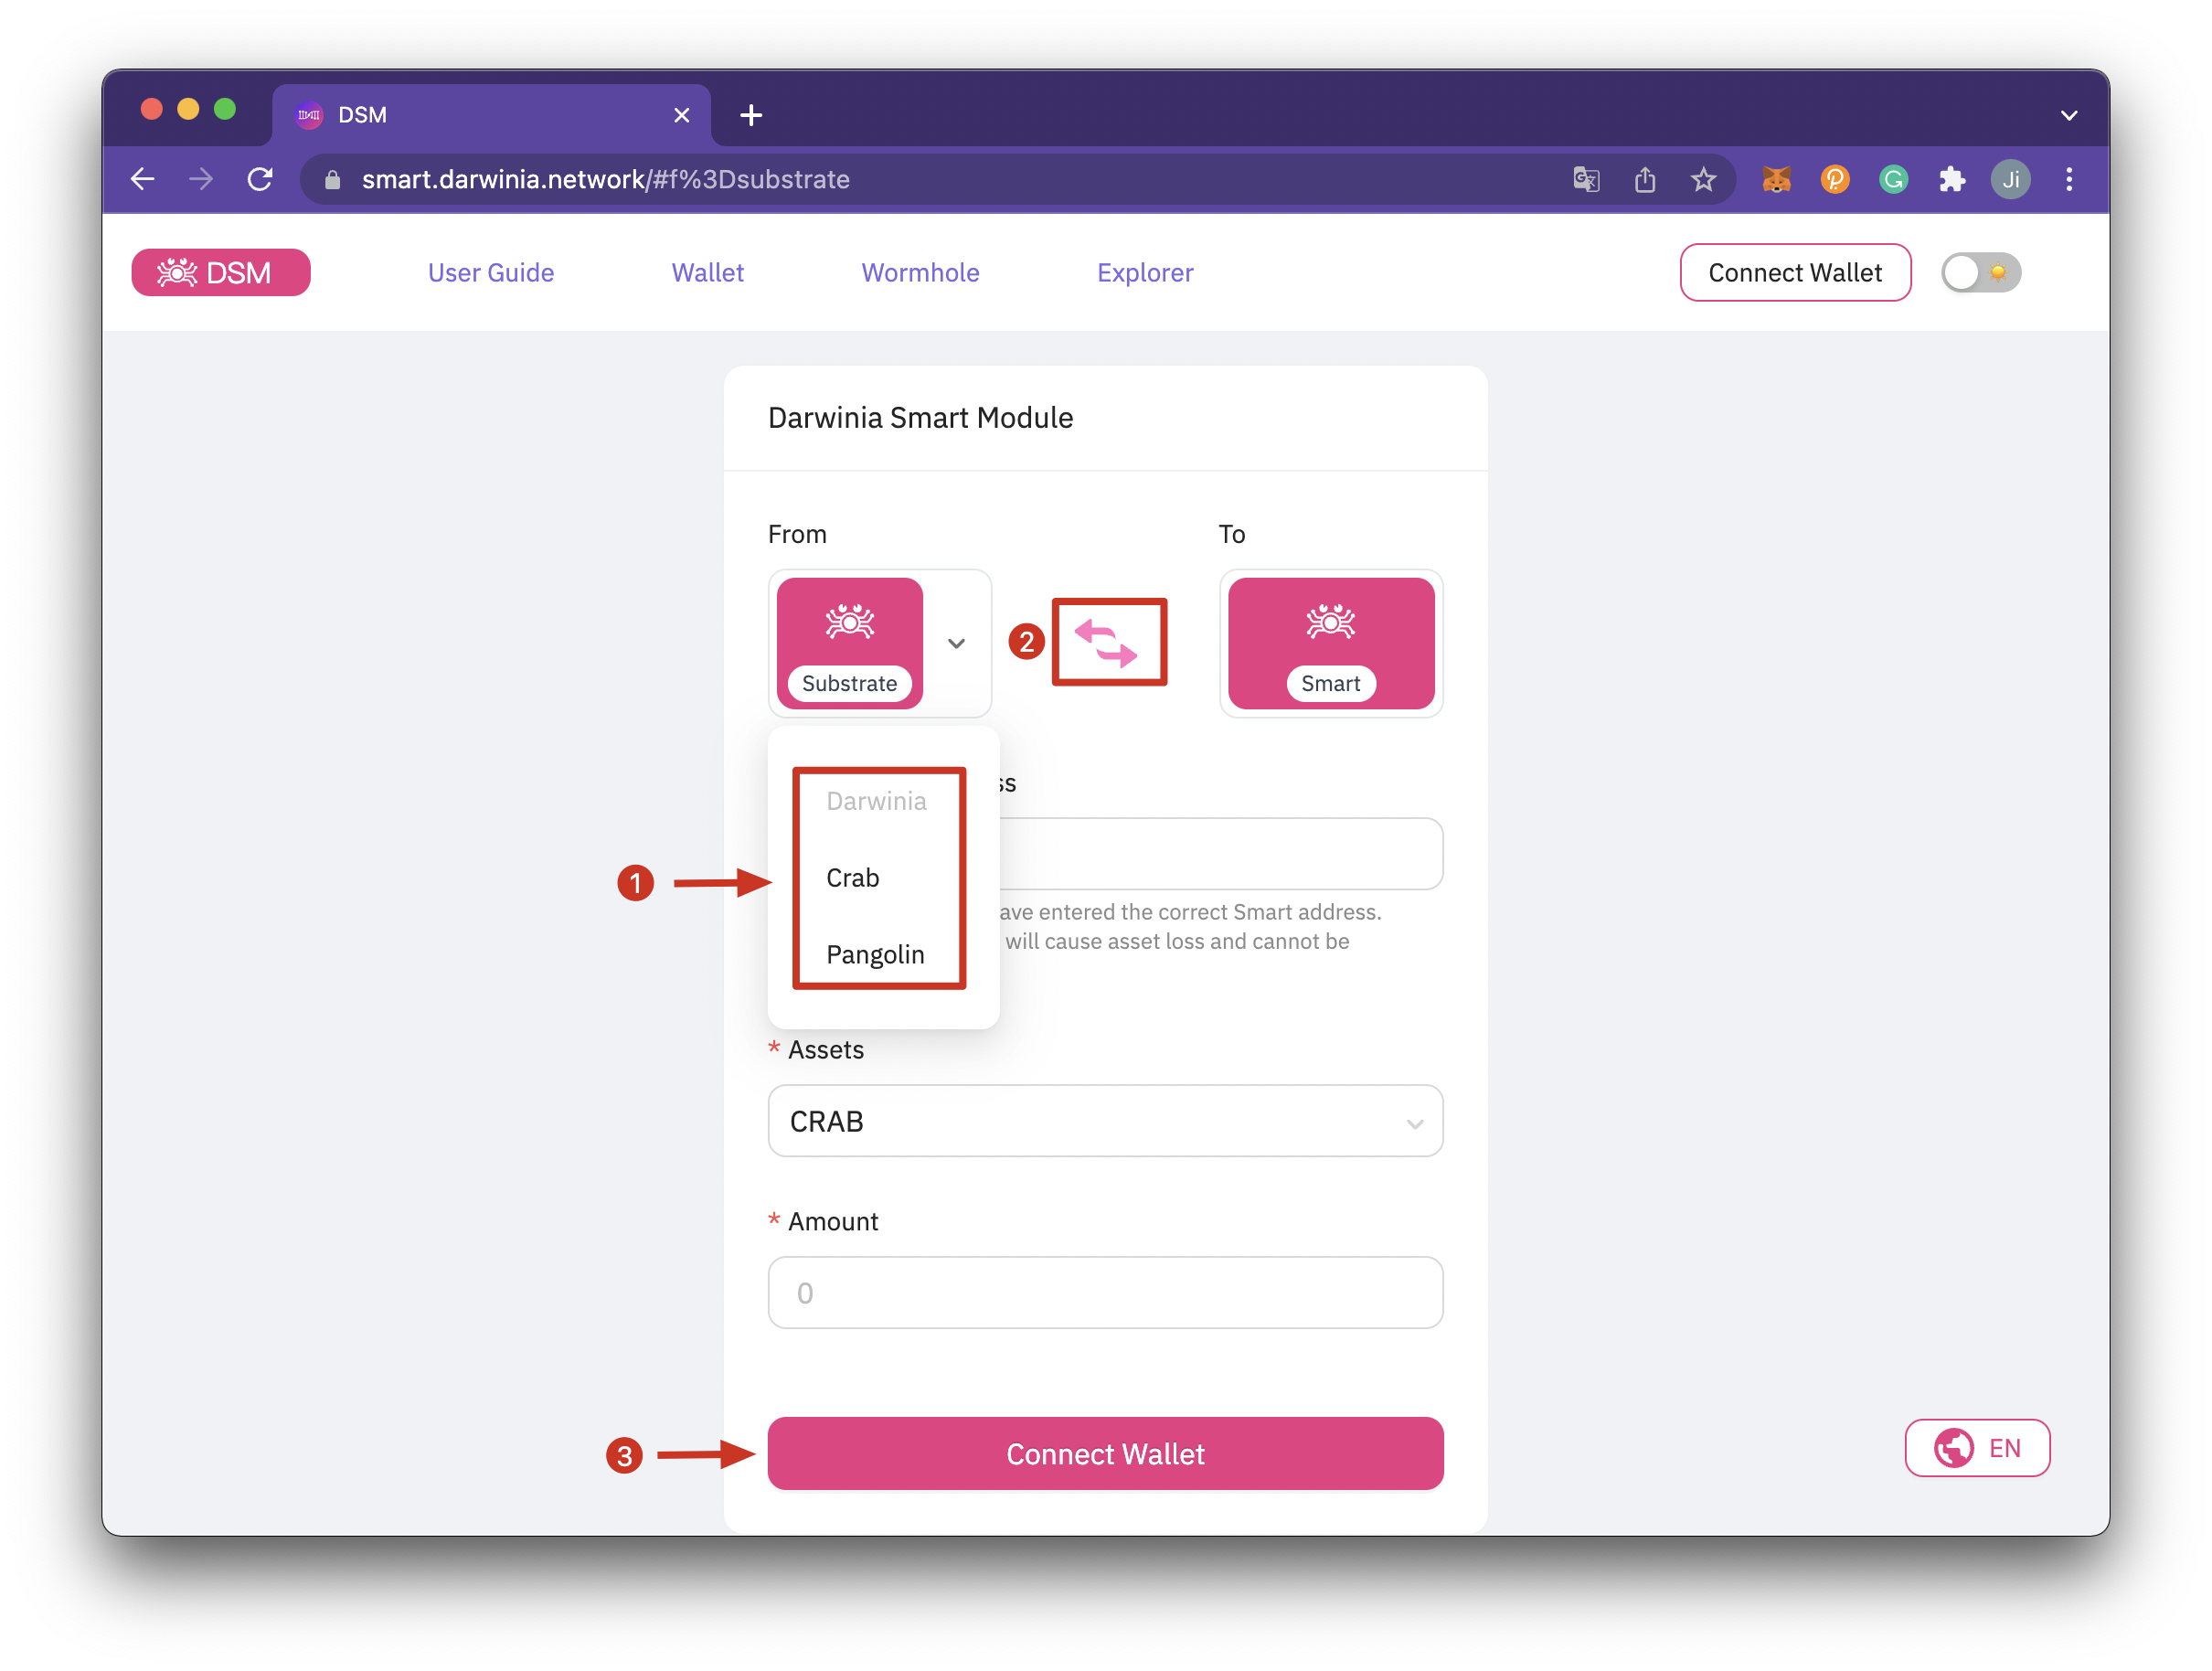 DSM
smart.darwinia.network/#f%3Dsubstrate
Ji
DSM
User Guide
Wallet
Wormhole
Explorer
Connect Wallet
Darwinia Smart Module
From
To
Substrate
2
Smart
ss
Darwinia
1
Crab
ave entered the correct Smart address.
will cause asset loss and cannot be
Pangolin
* Assets
CRAB
* Amount
0
3
Connect Wallet
EN